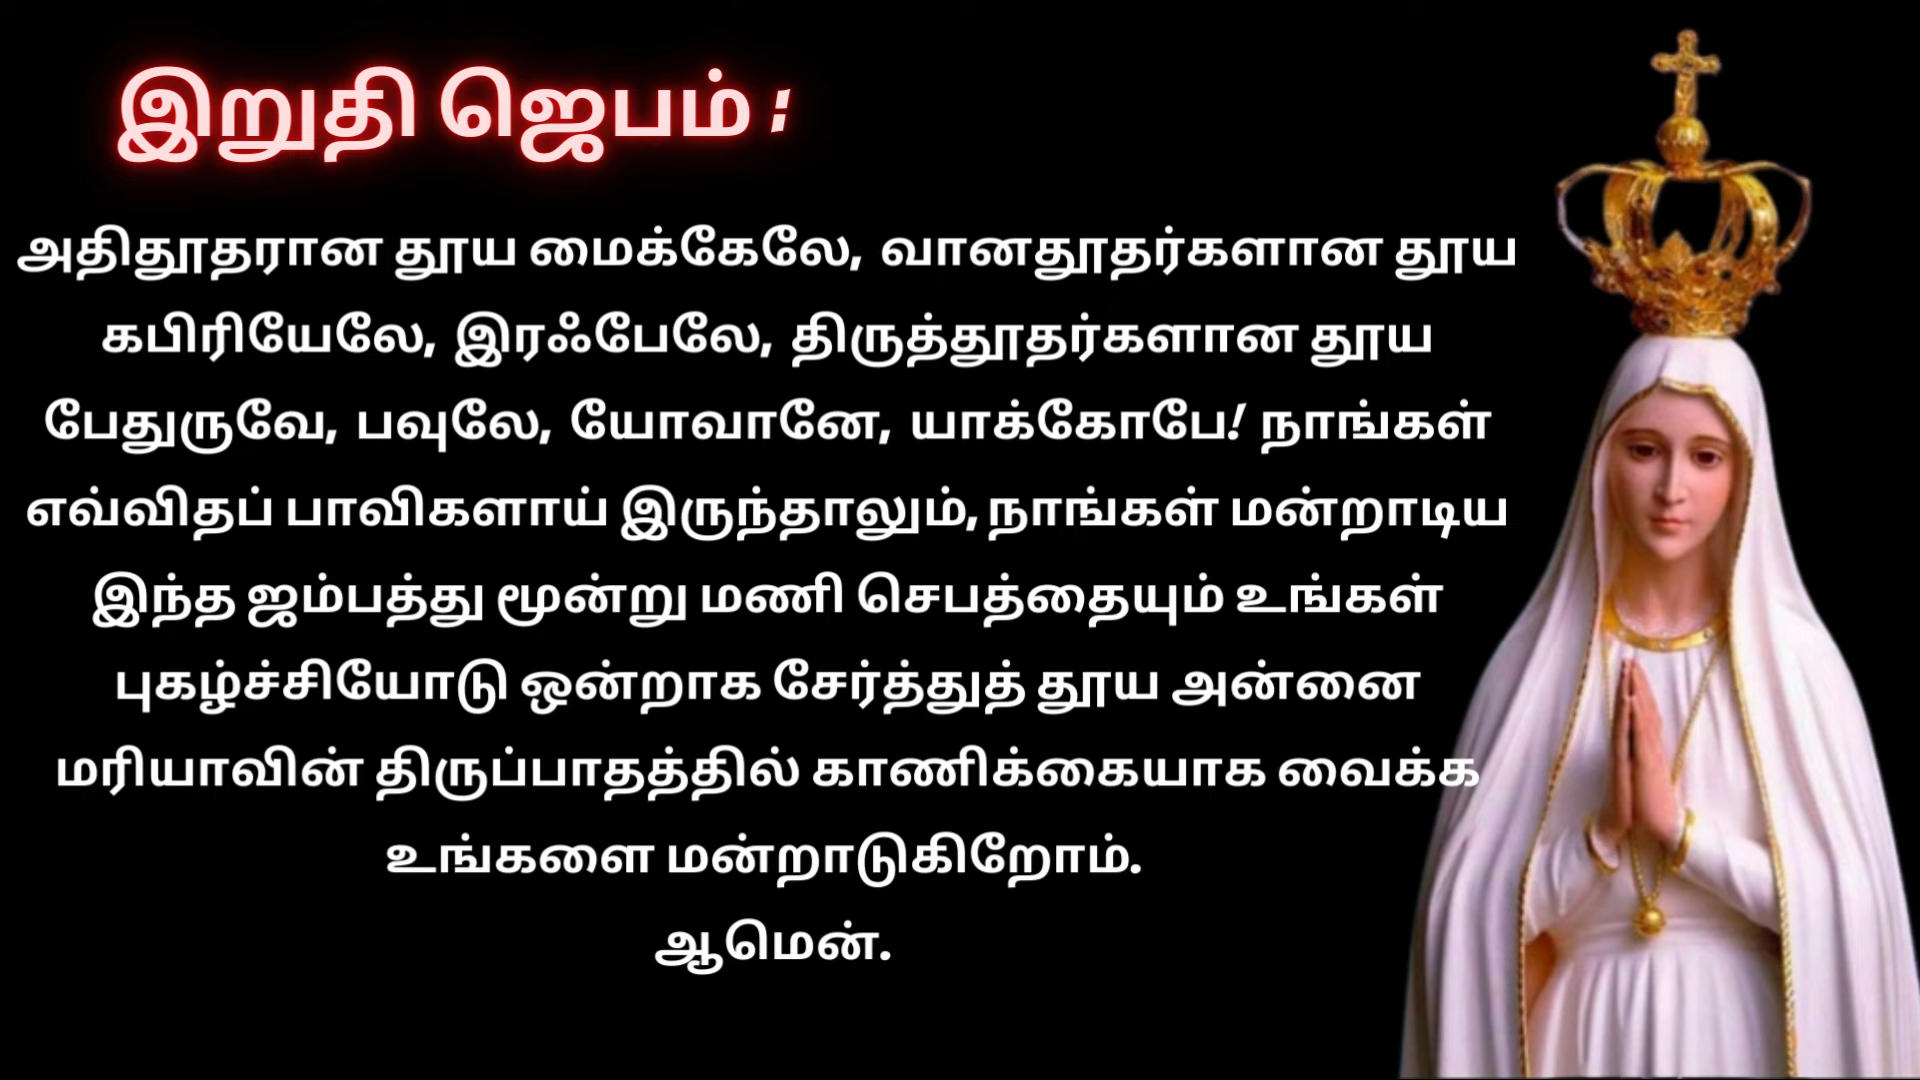 இறுதி ஜெபம் :
அதிதூதரான தூய மைக்கேலே, வானதூதர்களான தூய
கபிரியேலே, இரஃபேலே, திருத்தூதர்களான தூய
பேதுருவே, பவுலே, யோவானே, யாக்கோபே! நாங்கள்
எவ்விதப் பாவிகளாய் இருந்தாலும், நாங்கள் மன்றாடிய
இந்த ஜம்பத்து மூன்று மணி செபத்தையும் உங்கள்
புகழ்ச்சியோடு ஒன்றாக சேர்த்துத் தூய அன்னை
மரியாவின் திருப்பாதத்தில் காணிக்கையாக வைக்க
உங்களை மன்றாடுகிறோம்.
ஆமென்.